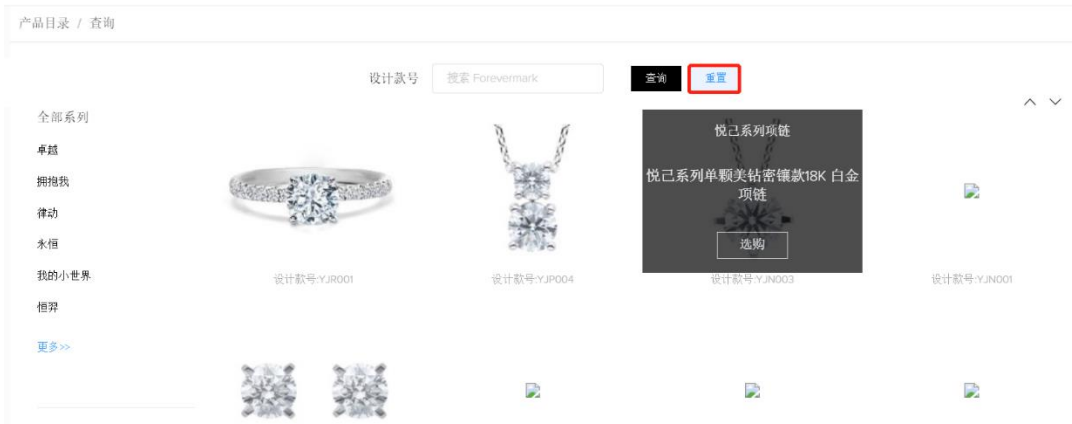 产品目录 / 查询
设计款号 搜索 Forevermark 查询 重置
全部系列
卓越
拥抱我
律动
永恒
我的小世界
恒羿
更多>>
设计款号:YJR001
设计款号:YJP004
悦己系列项链
悦己系列单颗美钻密镶款18K 白金
项链
选购
设计款号:YJN003
设计款号:YJN001